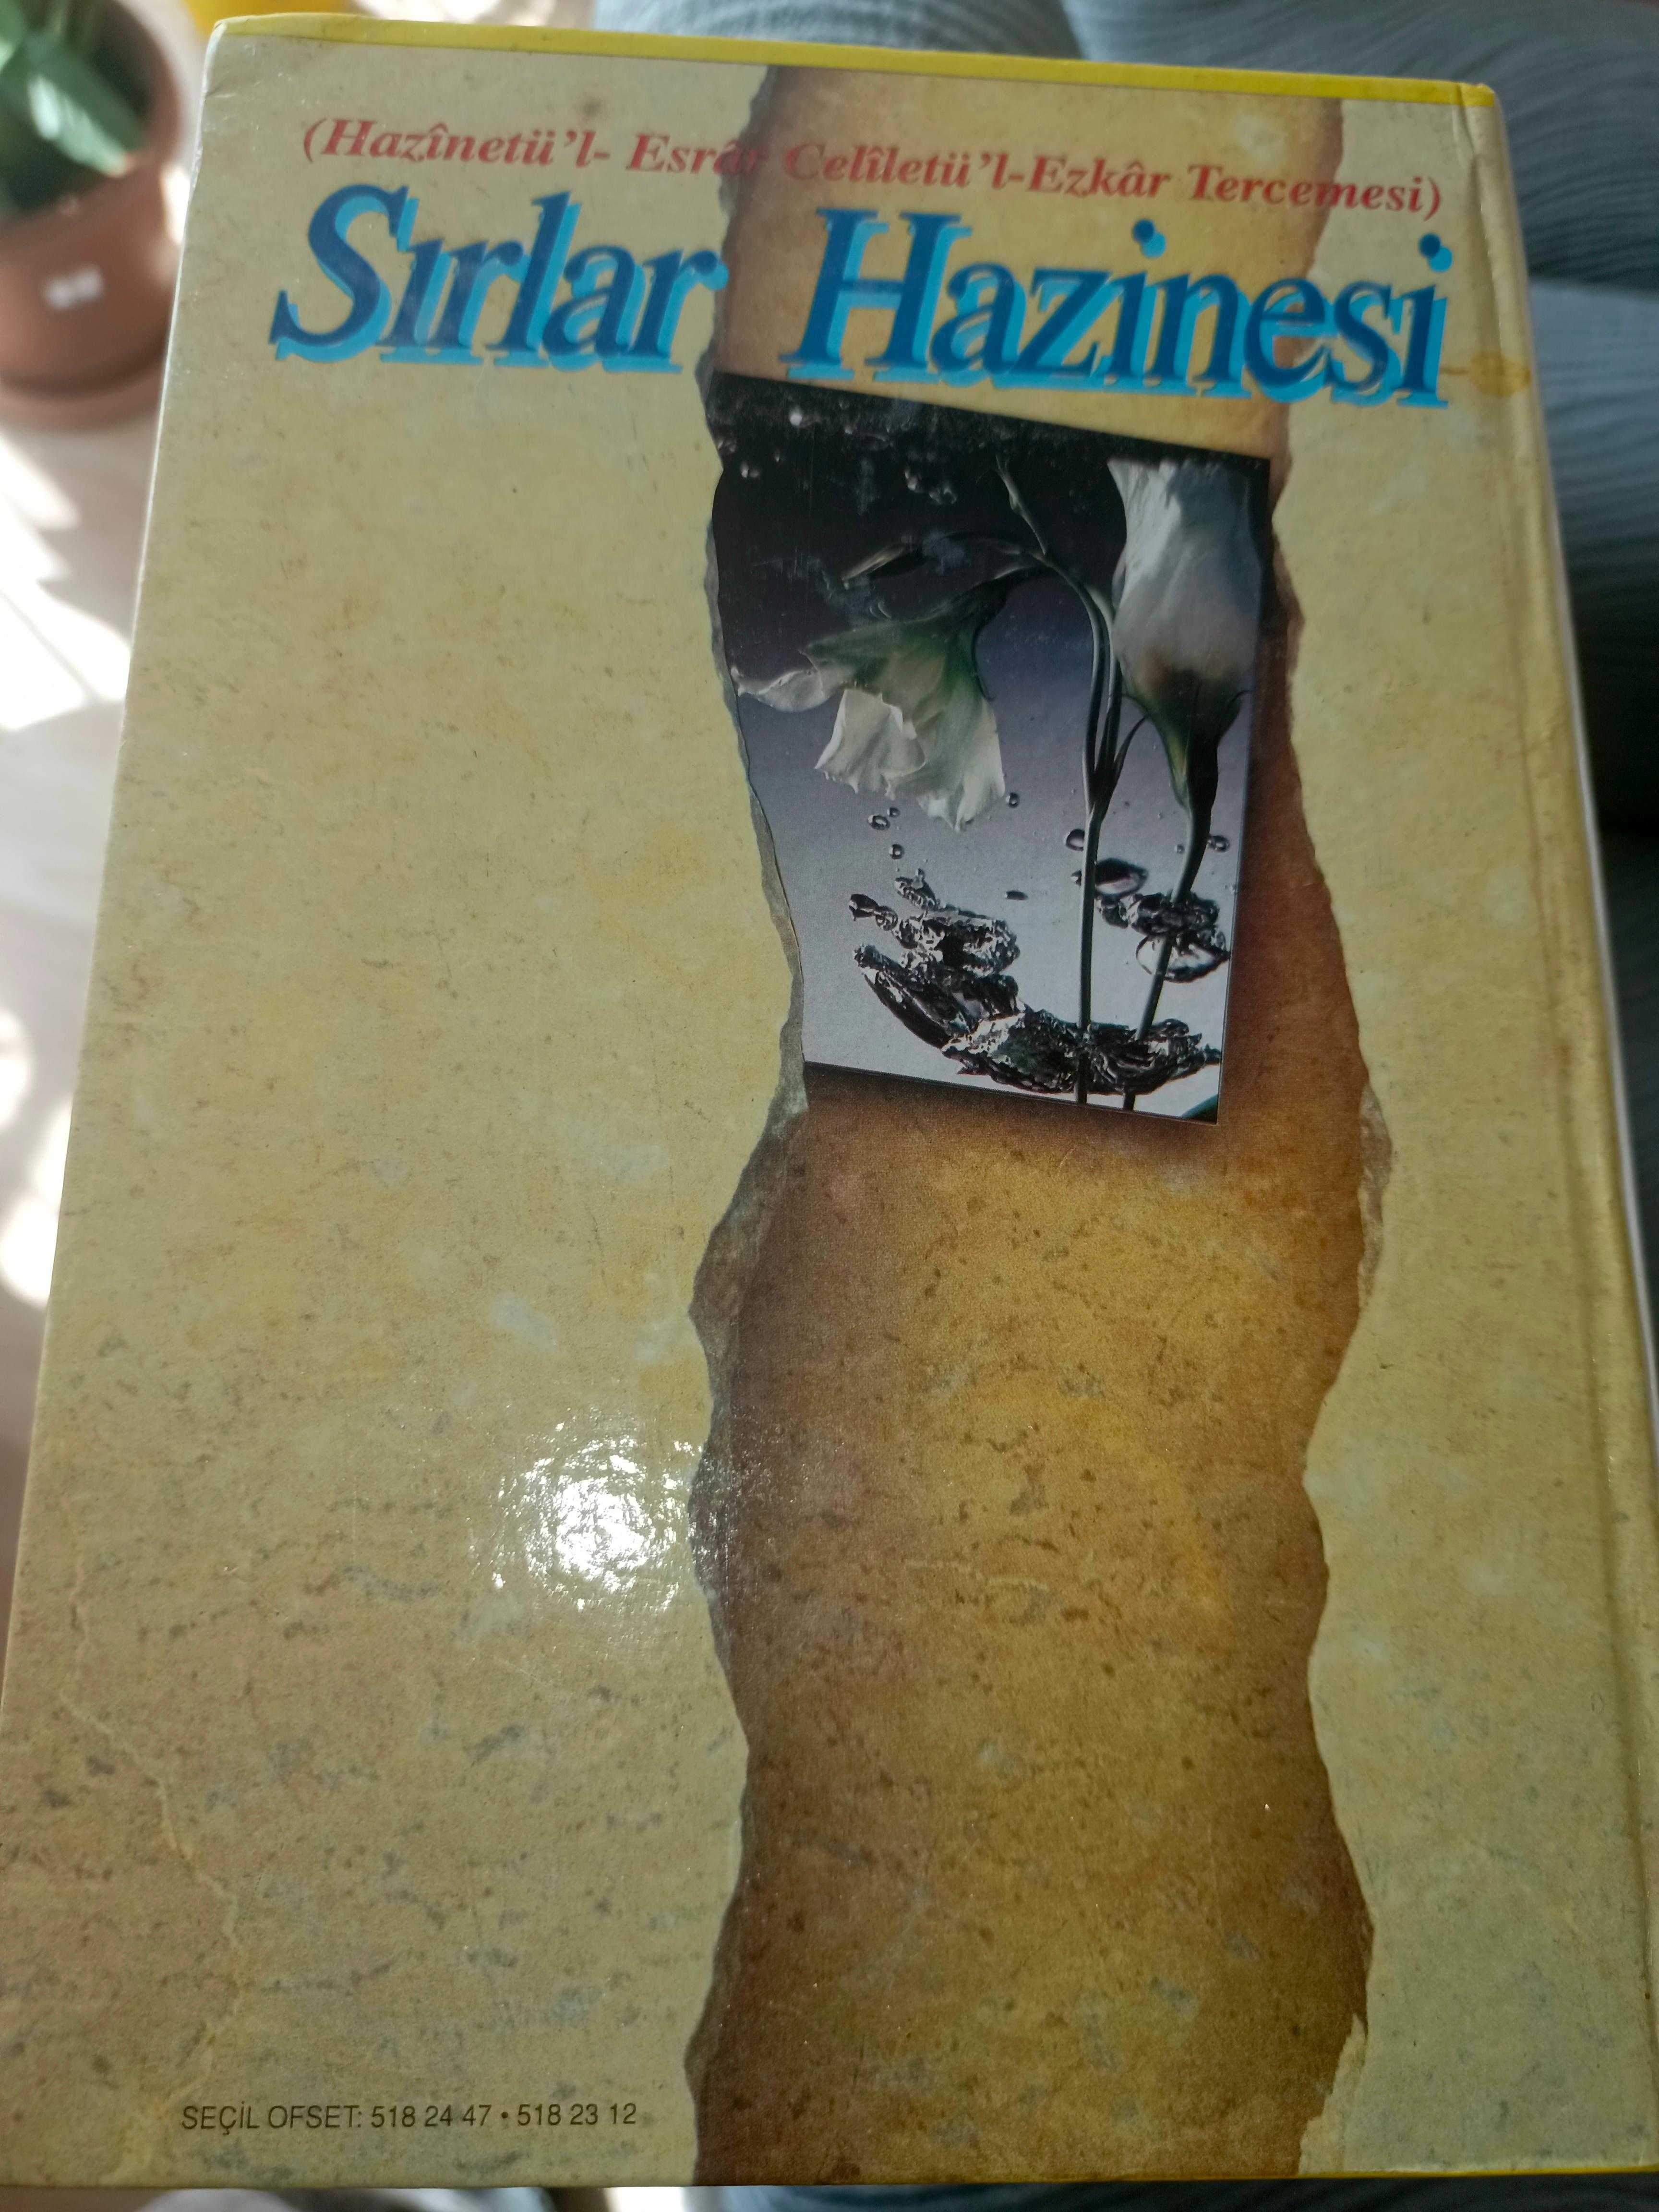 (Hazînetü'l- Esrâr Celîletü'l-Ezkâr Tercemesi)
Sırlar Hazinesi
SEÇİL OFSET: 518 24 47 • 518 23 12